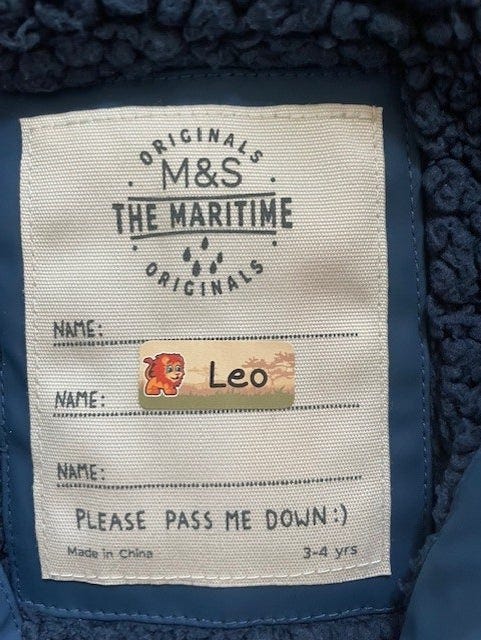 ORIGINALS
M&S
THE MARITIME
ORIGINALS
NAME:
NAME: Leo
NAME:
PLEASE PASS ME DOWN :)
Made in China 3-4 yrs